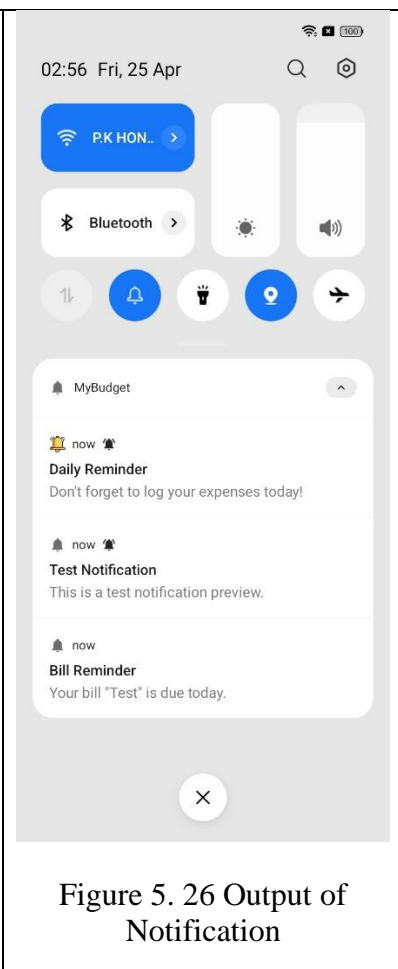 100
02:56 Fri, 25 Apr
P.K HON..
Bluetooth
MyBudget
now
Daily Reminder
Don't forget to log your expenses today!
now
Test Notification
This is a test notification preview.
now
Bill Reminder
Your bill "Test" is due today.
Figure 5. 26 Output of
Notification